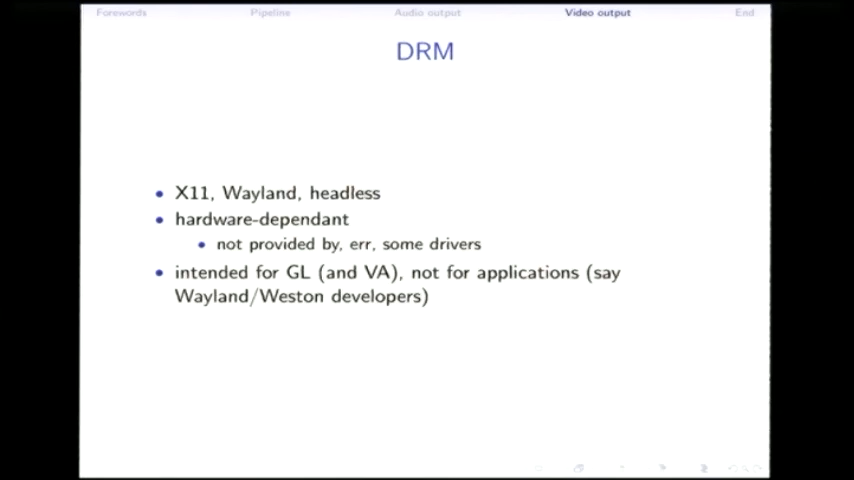 Forewords Pipeline Audio output Video output End
DRM
• X11, Wayland, headless
• hardware-dependant
• not provided by, err, some drivers
• intended for GL (and VA), not for applications (say
Wayland/Weston developers)